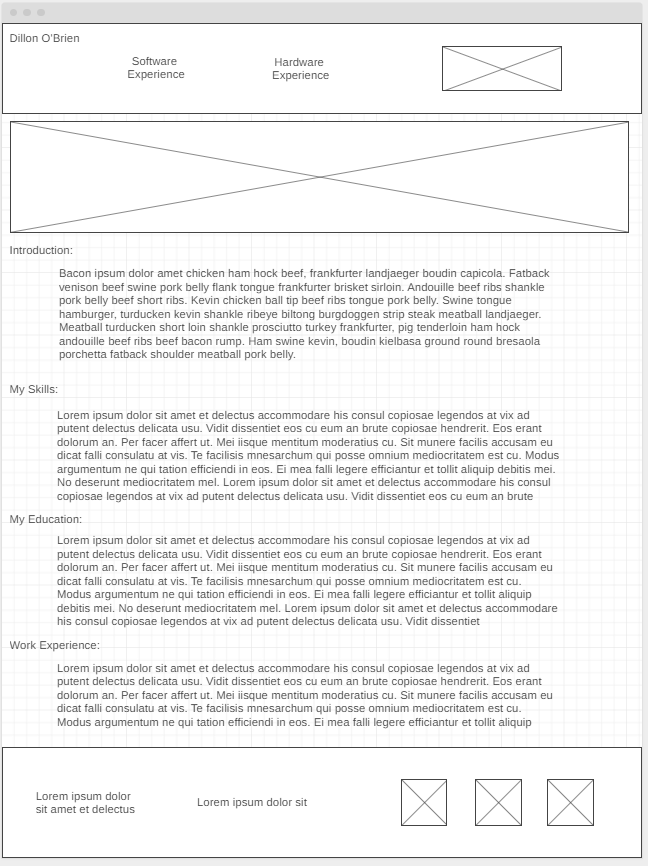 Dillon O'Brien
Software
Experience
Hardware
Experience
Introduction:
Bacon ipsum dolor amet chicken ham hock beef, frankfurter landjaeger boudin capicola. Fatback
venison beef swine pork belly flank tongue frankfurter brisket sirloin. Andouille beef ribs shankle
pork belly beef short ribs. Kevin chicken ball tip beef ribs tongue pork belly. Swine tongue
hamburger, turducken kevin shankle ribeye biltong burgdoggen strip steak meatball landjaeger.
Meatball turducken short loin shankle prosciutto turkey frankfurter, pig tenderloin ham hock
andouille beef ribs beef bacon rump. Ham swine kevin, boudin kielbasa ground round bresaola
porchetta fatback shoulder meatball pork belly.
My Skills:
Lorem ipsum dolor sit amet et delectus accommodare his consul copiosae legendos at vix ad
putent delectus delicata usu. Vidit dissentiet eos cu eum an brute copiosae hendrerit. Eos erant
dolorum an. Per facer affert ut. Mei iisque mentitum moderatius cu. Sit munere facilis accusam eu
dicat falli consulatu at vis. Te facilisis mnesarchum qui posse omnium mediocritatem est cu. Modus
argumentum ne qui tation efficiendi in eos. Ei mea falli legere efficiantur et tollit aliquip debitis mei.
No deserunt mediocritatem mel. Lorem ipsum dolor sit amet et delectus accommodare his consul
copiosae legendos at vix ad putent delectus delicata usu. Vidit dissentiet eos cu eum an brute
My Education:
Lorem ipsum dolor sit amet et delectus accommodare his consul copiosae legendos at vix ad
putent delectus delicata usu. Vidit dissentiet eos cu eum an brute copiosae hendrerit. Eos erant
dolorum an. Per facer affert ut. Mei iisque mentitum moderatius cu. Sit munere facilis accusam eu
dicat falli consulatu at vis. Te facilisis mnesarchum qui posse omnium mediocritatem est cu.
Modus argumentum ne qui tation efficiendi in eos. Ei mea falli legere efficiantur et tollit aliquip
debitis mei. No deserunt mediocritatem mel. Lorem ipsum dolor sit amet et delectus accommodare
his consul copiosae legendos at vix ad putent delectus delicata usu. Vidit dissentiet
Work Experience:
Lorem ipsum dolor sit amet et delectus accommodare his consul copiosae legendos at vix ad
putent delectus delicata usu. Vidit dissentiet eos cu eum an brute copiosae hendrerit. Eos erant
dolorum an. Per facer affert ut. Mei iisque mentitum moderatius cu. Sit munere facilis accusam eu
dicat falli consulatu at vis. Te facilisis mnesarchum qui posse omnium mediocritatem est cu.
Modus argumentum ne qui tation efficiendi in eos. Ei mea falli legere efficiantur et tollit aliquip
Lorem ipsum dolor
sit amet et delectus
Lorem ipsum dolor sit